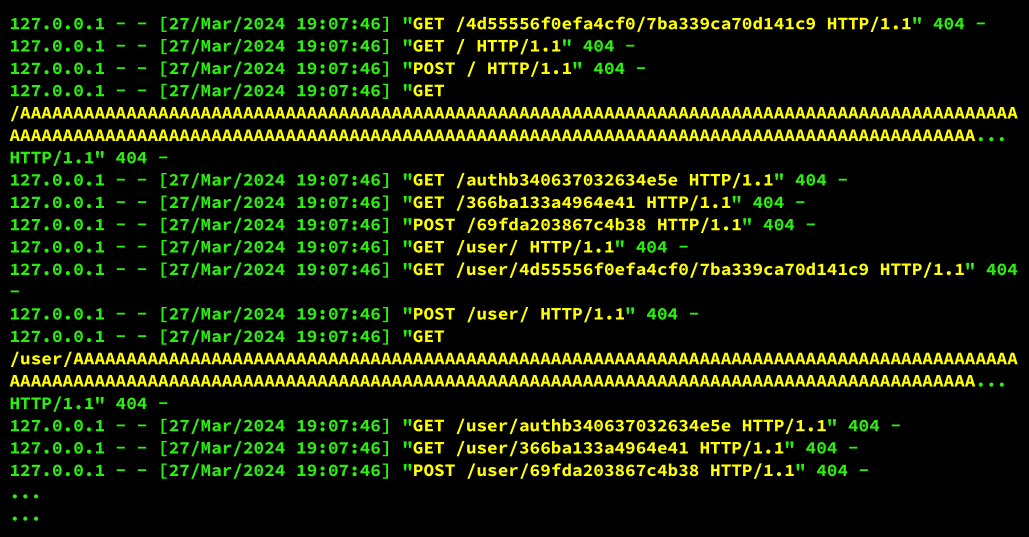 127.0.0.1 - - [27/Mar/2024 19:07:46] "GET /4d55556f0efa4cf0/7ba339ca70d141c9 HTTP/1.1" 404 -
127.0.0.1 - - [27/Mar/2024 19:07:46] "GET / HTTP/1.1" 404 -
127.0.0.1 - - [27/Mar/2024 19:07:46] "POST / HTTP/1.1" 404 -
127.0.0.1 - - [27/Mar/2024 19:07:46] "GET
/AAAAAAAAAAAAAAAAAAAAAAAAAAAAAAAAAAAAAAAAAAAAAAAAAAAAAAAAAAAAAAAAAAAAAAAAAAAAAAAAAAAAAAAAAAAAAA
AAAAAAAAAAAAAAAAAAAAAAAAAAAAAAAAAAAAAAAAAAAAAAAAAAAAAAAAAAAAAAAAAAAAAAAAAAAAAAAAAAAAAAAAAAA...
HTTP/1.1" 404 -
127.0.0.1 - - [27/Mar/2024 19:07:46] "GET /authb340637032634e5e HTTP/1.1" 404 -
127.0.0.1 - - [27/Mar/2024 19:07:46] "GET /366ba133a4964e41 HTTP/1.1" 404 -
127.0.0.1 - - [27/Mar/2024 19:07:46] "POST /69fda203867c4b38 HTTP/1.1" 404 -
127.0.0.1 - - [27/Mar/2024 19:07:46] "GET /user/ HTTP/1.1" 404 -
127.0.0.1 - - [27/Mar/2024 19:07:46] "GET /user/4d55556f0efa4cf0/7ba339ca70d141c9 HTTP/1.1" 404
-
127.0.0.1 - - [27/Mar/2024 19:07:46] "POST /user/ HTTP/1.1" 404 -
127.0.0.1 - - [27/Mar/2024 19:07:46] "GET
/user/AAAAAAAAAAAAAAAAAAAAAAAAAAAAAAAAAAAAAAAAAAAAAAAAAAAAAAAAAAAAAAAAAAAAAAAAAAAAAAAAAAAAAAAAA
AAAAAAAAAAAAAAAAAAAAAAAAAAAAAAAAAAAAAAAAAAAAAAAAAAAAAAAAAAAAAAAAAAAAAAAAAAAAAAAAAAAAAAAAAAA...
HTTP/1.1" 404 -
127.0.0.1 - - [27/Mar/2024 19:07:46] "GET /user/authb340637032634e5e HTTP/1.1" 404 -
127.0.0.1 - - [27/Mar/2024 19:07:46] "GET /user/366ba133a4964e41 HTTP/1.1" 404 -
127.0.0.1 - - [27/Mar/2024 19:07:46] "POST /user/69fda203867c4b38 HTTP/1.1" 404 -
...
...